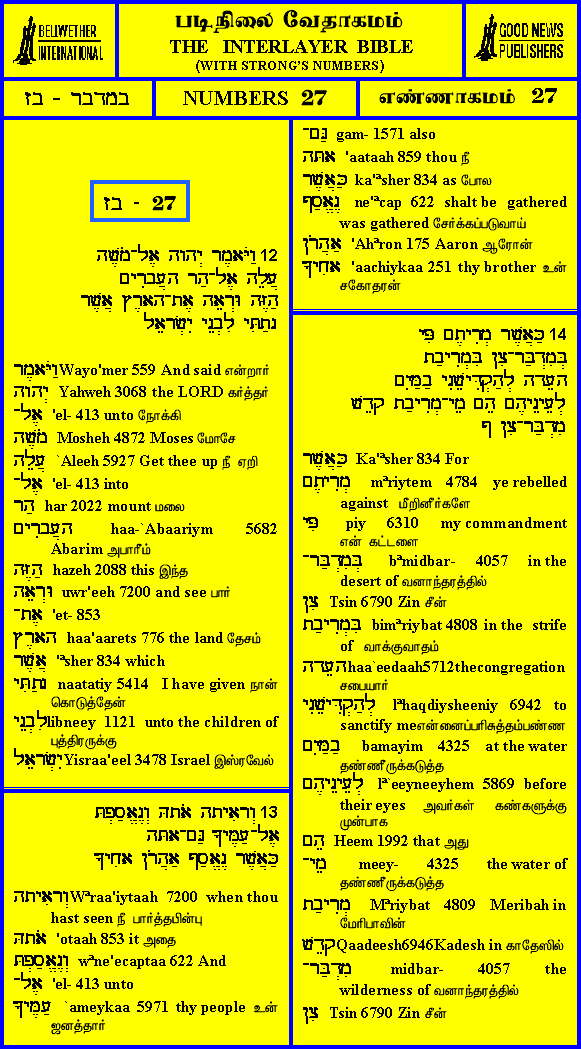 BELLWETHER
INTERNATIONAL
படிநிலை வேதாகமம்
THE INTERLAYER BIBLE
(WITH STRONG'S NUMBERS)
GOOD NEWS
PUBLISHERS
במדבר - בז
NUMBERS 27
எண்ணாகமம் 27
בז - 27
12 וַיֹּאמֶר יְהוָה אֶל־מֹשֶׁה
עֲלֵה אֶל־הַר הָעֲבָרִים
הַזֶּה וּרְאֵה אֶת־הָאָרֶץ אֲשֶׁר
נָתַתִּי לִבְנֵי יִשְׂרָאֵל
וַיֹּאמֶר Wayo'mer 559 And said என்றார்
יְהוָה Yahweh 3068 the LORD கர்த்தர்
אֶל־ 'el- 413 unto நோக்கி
מֹשֶׁה Mosheh 4872 Moses மோசே
עֲלֵה `Aleeh 5927 Get thee up நீ ஏறி
אֶל־ 'el- 413 into
הַר har 2022 mount மலை
הָעֲבָרִים haa-`Abaariym 5682
Abarim அபாரீம்
הַזֶּה hazeh 2088 this இந்த
וּרְאֵה uwr'eeh 7200 and see பார்
אֶת־ 'et- 853
הָאָרֶץ haa'aarets 776 the land தேசம்
אֲשֶׁר 'ᵃsher 834 which
נָתַתִּי naatatiy 5414 I have given நான்
கொடுத்தேன்
לִבְנֵי libneey 1121 unto the children of
புத்திரருக்கு
יִשְׂרָאֵל Yisraa'eel 3478 Israel இஸ்ரவேல்
13 וְרָאִיתָה אֹתָהּ וְנֶאֱסַפְתָּ
אֶל־עַמֶּיךָ גַּם־אָתָּה
כַּאֲשֶׁר נֶאֱסַף אַהֲרֹן אָחִיךָ
וְרָאִיתָה Wᵃraa'iytaah 7200 when thou
hast seen நீ பார்த்தபின்பு
אֹתָהּ 'otaah 853 it அதை
וְנֶאֱסַפְתָּ wᵃne'ecaptaa 622 And
אֶל־ 'el- 413 unto
עַמֶּיךָ `ameykaa 5971 thy people உன்
ஜனத்தார்
גַּם־ gam- 1571 also
אָתָּה 'aataah 859 thou நீ
כַּאֲשֶׁר ka'ᵃsher 834 as போல
נֶאֱסַף ne'ᵉcap 622 shalt be gathered
was gathered சேர்க்கப்படுவாய்
אַהֲרֹן 'Ahᵃron 175 Aaron ஆரோன்
אָחִיךָ 'aachiykaa 251 thy brother உன்
சகோதரன்
14 כַּאֲשֶׁר מְרִיתֶם פִּי
בְּמִדְבַּר־צִן בִּמְרִיבַת
הָעֵדָה לְהַקְדִּישֵׁנִי בַמַּיִם
לְעֵינֵיהֶם הֵם מֵי־מְרִיבַת קָדֵשׁ
מִדְבַּר־צִן פ
כַּאֲשֶׁר Ka'ᵃsher 834 For
מְרִיתֶם mᵃriytem 4784 ye rebelled
against மீறினீர்களே
פִּי piy 6310 my commandment
என் கட்டளை
בְּמִדְבַּר־ bᵃmidbar- 4057 in the
desert of வனாந்தரத்தில்
צִן Tsin 6790 Zin சீன்
בִּמְרִיבַת bimᵃriybat 4808 in the strife
of வாக்குவாதம்
הָעֵדָה haa`eedaah5712thecongregation
சபையார்
לְהַקְדִּישֵׁנִי lᵃhaqdiysheeniy 6942 to
sanctify meஎன்னைப்பரிசுத்தம்பண்ண
בַמַּיִם bamayim 4325 at the water
தண்ணீருக்கடுத்த
לְעֵינֵיהֶם lᵃ`eeyneeyhem 5869 before
their eyes அவர்கள் கண்களுக்கு
முன்பாக
הֵם Heem 1992 that அது
מֵי־ meey- 4325 the water of
தண்ணீருக்கடுத்த
מְרִיבַת Mᵃriybat 4809 Meribah in
மேரிபாவின்
קָדֵשׁ Qaadeesh6946Kadesh in காதேஸில்
מִדְבַּר־ midbar- 4057 the
wilderness of வனாந்தரத்தில்
צִן Tsin 6790 Zin சீன்